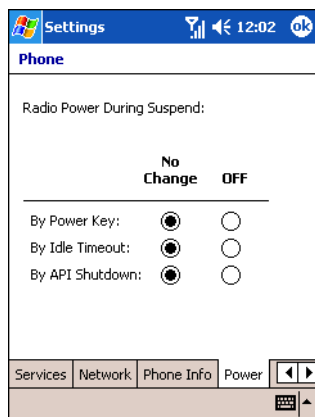 Settings 12:02 ok
Phone
Radio Power During Suspend:
No
Change OFF
By Power Key:
By Idle Timeout:
By API Shutdown:
Services Network Phone Info Power